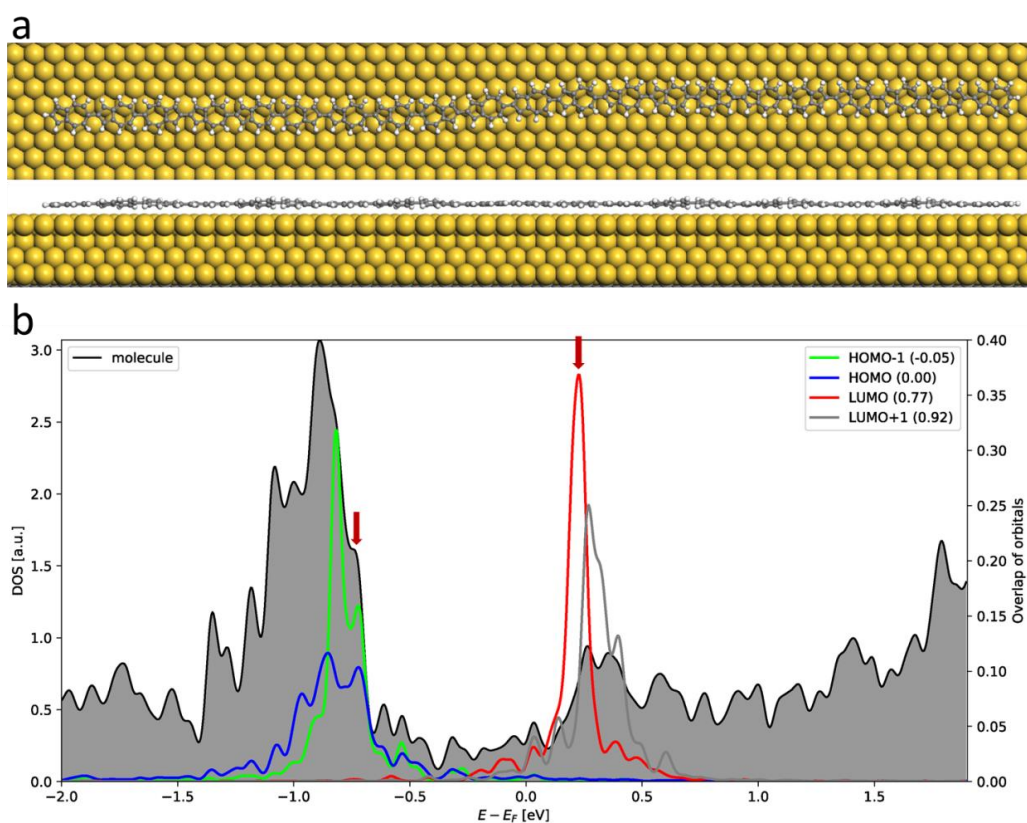 a
b
molecule
HOMO-1 (-0.05)
HOMO (0.00)
LUMO (0.77)
LUMO+1 (0.92)
DOS [a.u.]
3.0
2.5
2.0
1.5
1.0
0.5
0.0
0.40
0.35
0.30
0.25
0.20
0.15
0.10
0.05
0.00
Overlap of orbitals
−2.0
−1.5
−1.0
−0.5
0.0
0.5
1.0
1.5
E − E_F [eV]